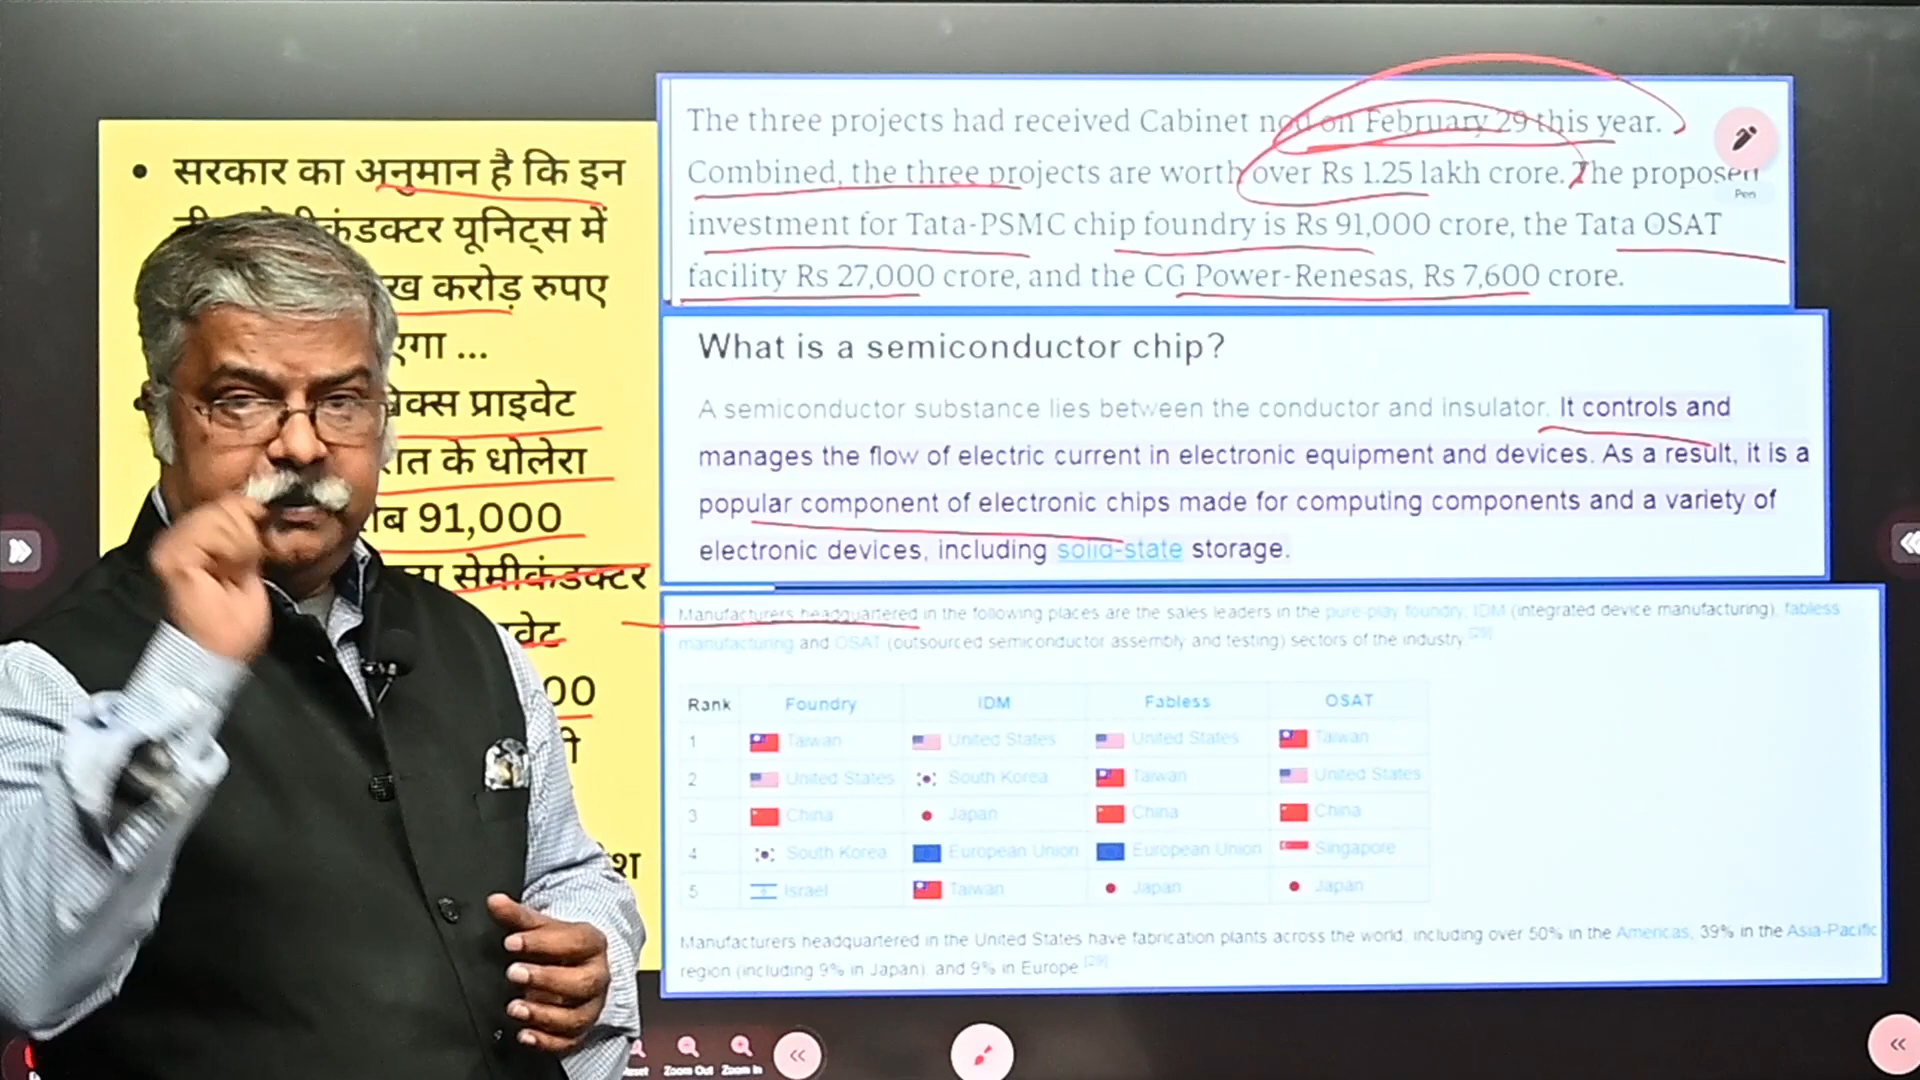 • सरकार का अनुमान है कि इन
यूनिट्स में
करोड़ रुपए
...
प्राइवेट
के धोलेरा
91,000
सेमीकंडक्टर
The three projects had received Cabinet nod on February 29 this year.
Combined, the three projects are worth over Rs 1.25 lakh crore. The proposed
investment for Tata-PSMC chip foundry is Rs 91,000 crore, the Tata OSAT
facility Rs 27,000 crore, and the CG Power-Renesas, Rs 7,600 crore.
Pen
What is a semiconductor chip?
A semiconductor substance lies between the conductor and insulator. It controls and
manages the flow of electric current in electronic equipment and devices. As a result, it is a
popular component of electronic chips made for computing components and a variety of
electronic devices, including solid-state storage.
Manufacturers headquartered in the following places are the sales leaders in the pure-play foundry, IDM (integrated device manufacturing), fabless
manufacturing and OSAT (outsourced semiconductor assembly and testing) sectors of the industry.[29]
Rank Foundry IDM Fabless OSAT
1 Taiwan United States United States Taiwan
2 United States South Korea Taiwan United States
3 China Japan China China
4 South Korea European Union European Union Singapore
5 Israel Taiwan Japan Japan
Manufacturers headquartered in the United States have fabrication plants across the world, including over 50% in the Americas, 39% in the Asia-Pacific
region (including 9% in Japan), and 9% in Europe.[29]
Zoom Out Zoom In